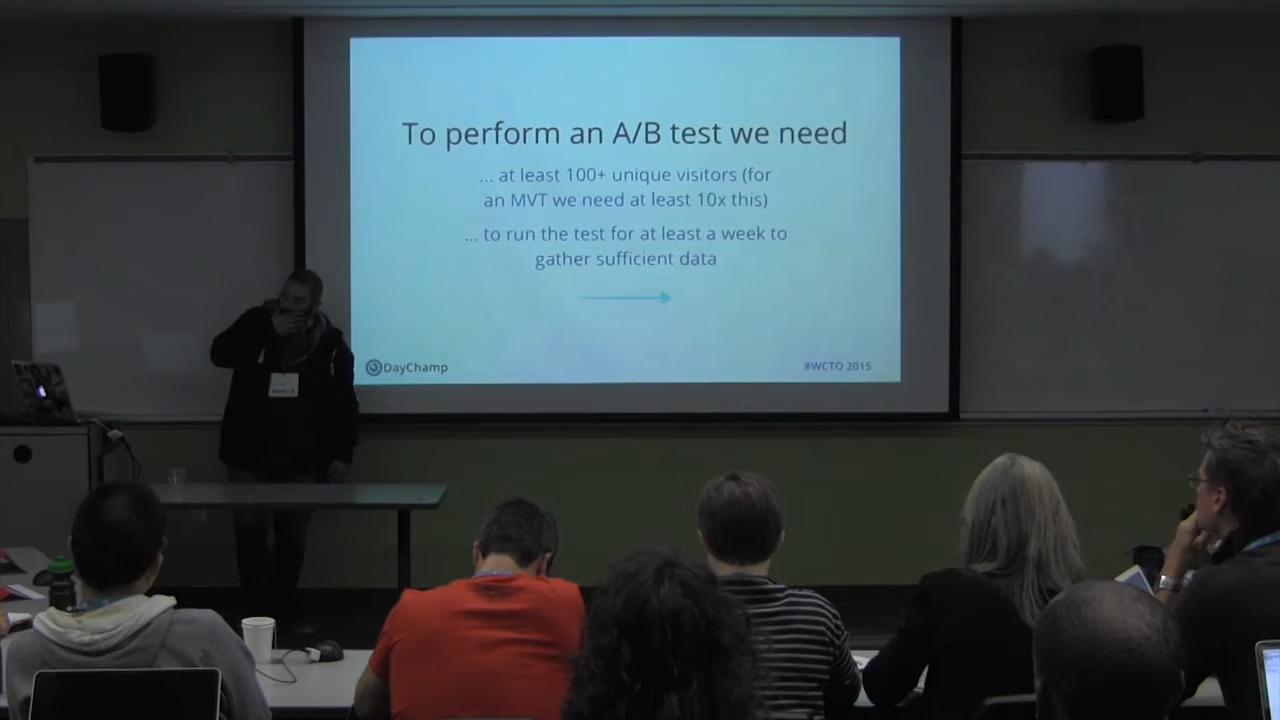 To perform an A/B test we need
... at least 100+ unique visitors (for
an MVT we need at least 10x this)
... to run the test for at least a week to
gather sufficient data
DayChamp
#WCTO 2015